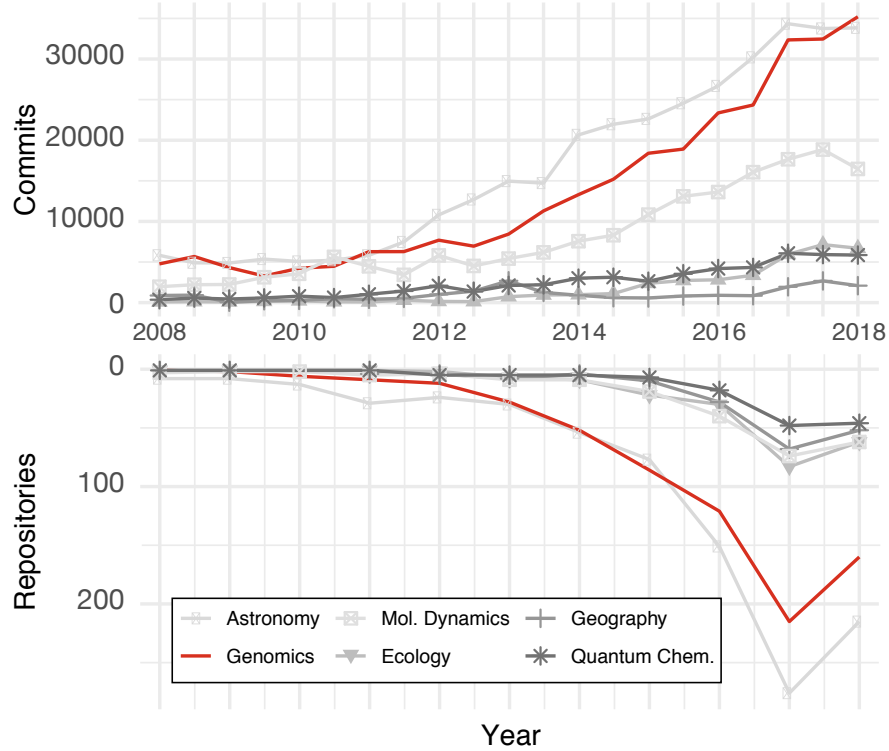 Commits
30000
20000
10000
0
2008 2010 2012 2014 2016 2018
Repositories
0
100
200
Astronomy Mol. Dynamics Geography
Genomics Ecology Quantum Chem.
Year